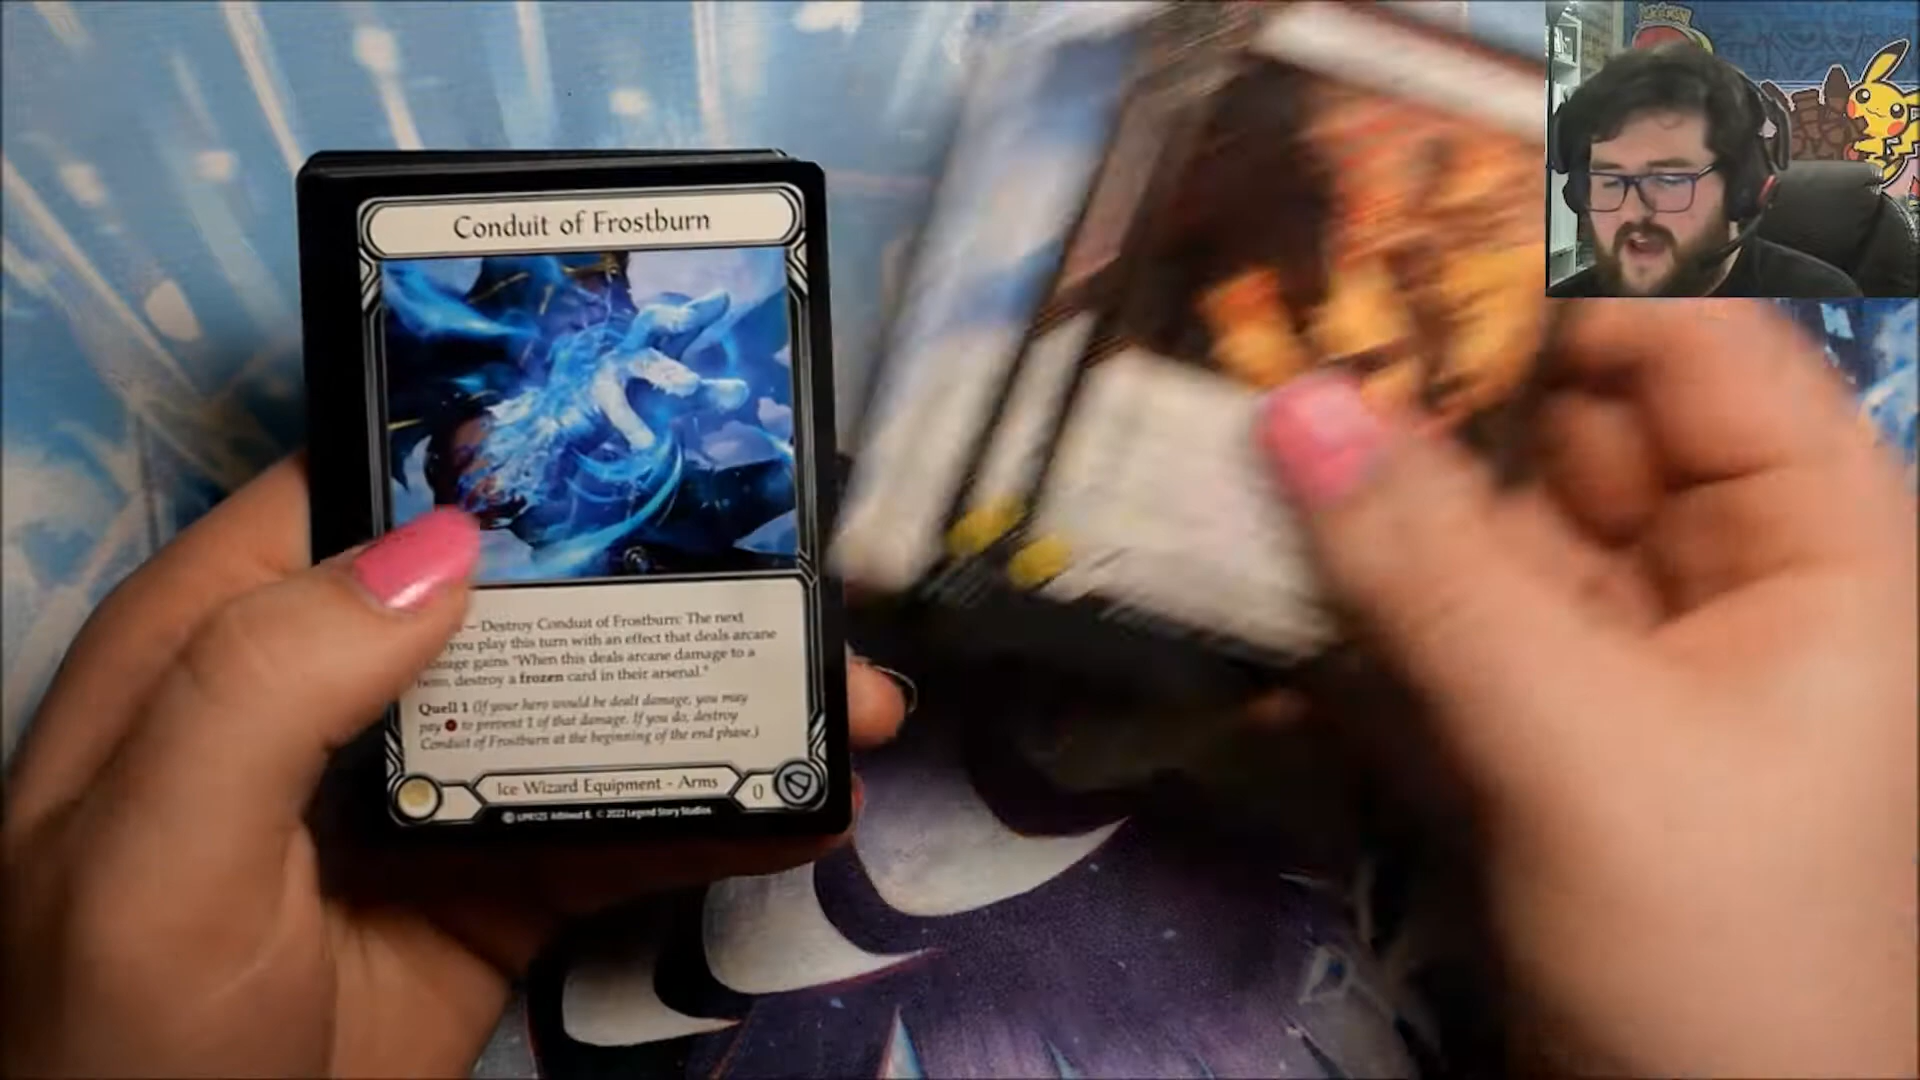 Conduit of Frostburn
— Destroy Conduit of Frostburn: The next
you play this turn with an effect that deals arcane
damage gains "When this deals arcane damage to a
hero, destroy a frozen card in their arsenal."
Quell 1 (If your hero would be dealt damage, you may
pay to prevent 1 of that damage. If you do, destroy
Conduit of Frostburn at the beginning of the end phase.)
Ice Wizard Equipment - Arms
0
© 2022 Legend Story Studios